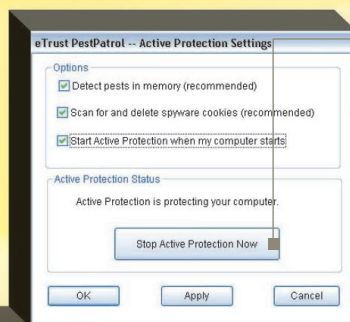 eTrust PestPatrol -- Active Protection Settings
Options
Detect pests in memory (recommended)
Scan for and delete spyware cookies (recommended)
Start Active Protection when my computer starts
Active Protection Status
Active Protection is protecting your computer.
Stop Active Protection Now
OK
Apply
Cancel